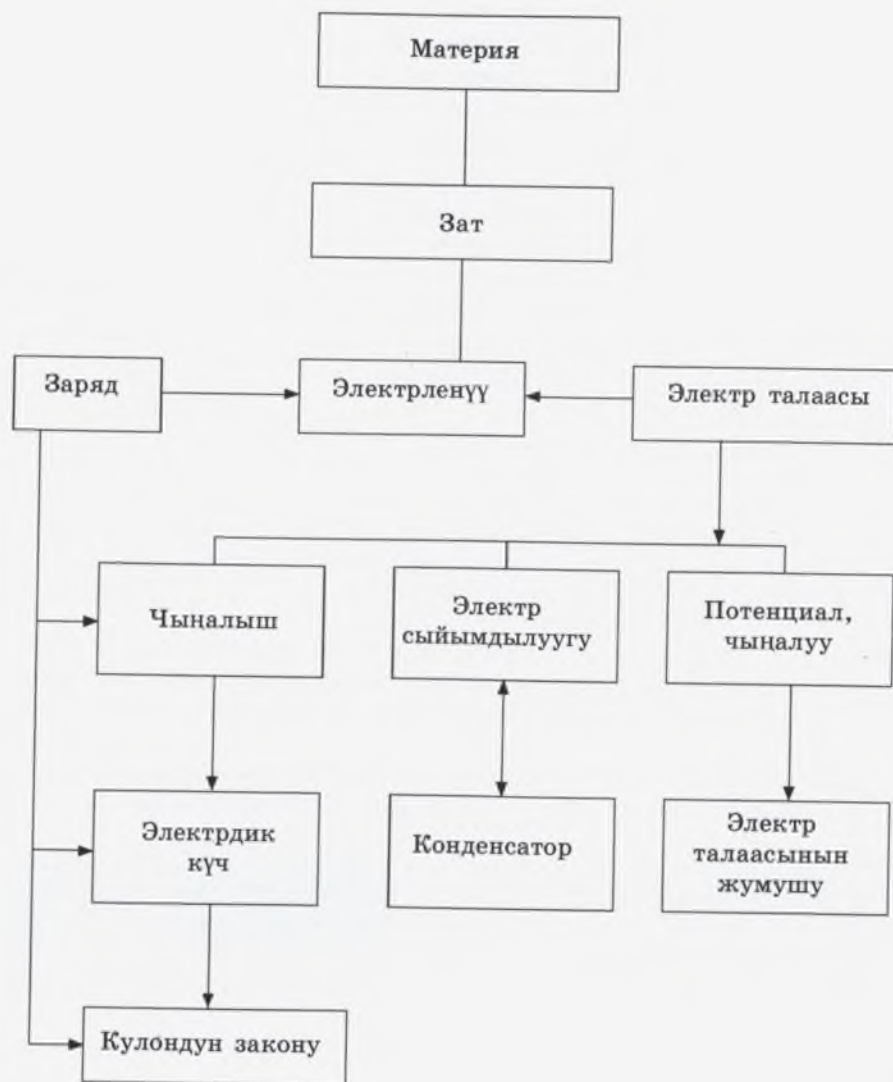 Материя
Зат
Заряд
Электрленүү
Электр талаасы
Чыңалыш
Электр
сыйымдылуугу
Потенциал,
чыңалуу
Электрдик
күч
Конденсатор
Электр
талаасынын
жумушу
Кулондун закону